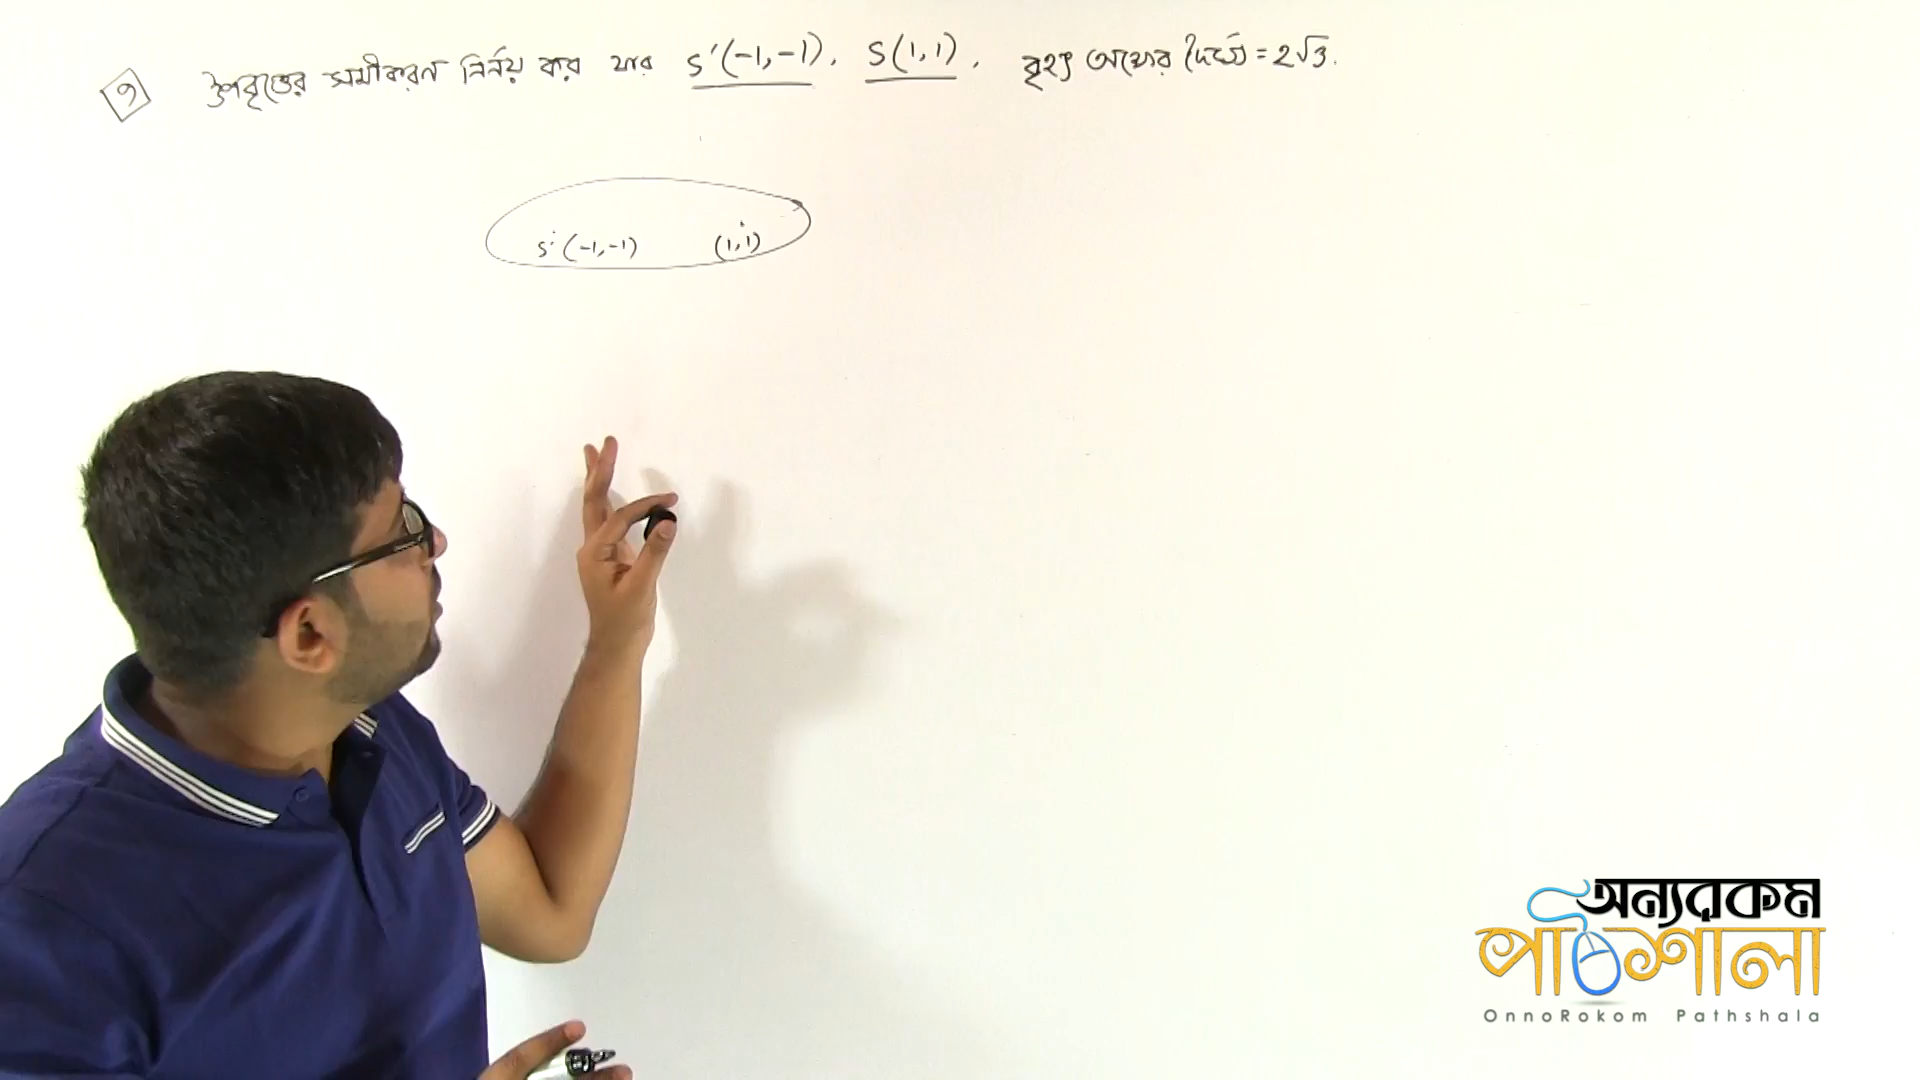 ৭ উপবৃত্তের সমীকরণ নির্ণয় কর যার S'(-1,-1), S(1,1), বৃহৎ অক্ষের দৈর্ঘ্য = 2√3.
S'(-1,-1) (1,1)
অন্যরকম
পাঠশালা
OnnoRokom Pathshala